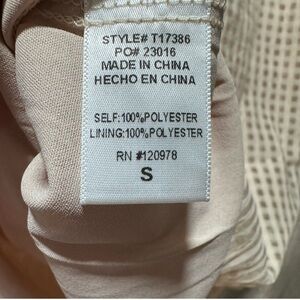 STYLE# T17386
PO# 23016
MADE IN CHINA
HECHO EN CHINA
SELF:100%POLYESTER
LINING:100%POLYESTER
RN #120978
S